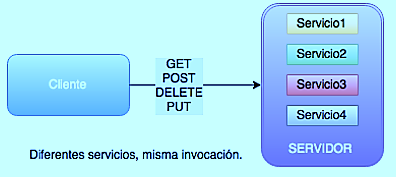 Cliente
GET
POST
DELETE
PUT
Servicio1
Servicio2
Servicio3
Servicio4
SERVIDOR
Diferentes servicios, misma invocación.